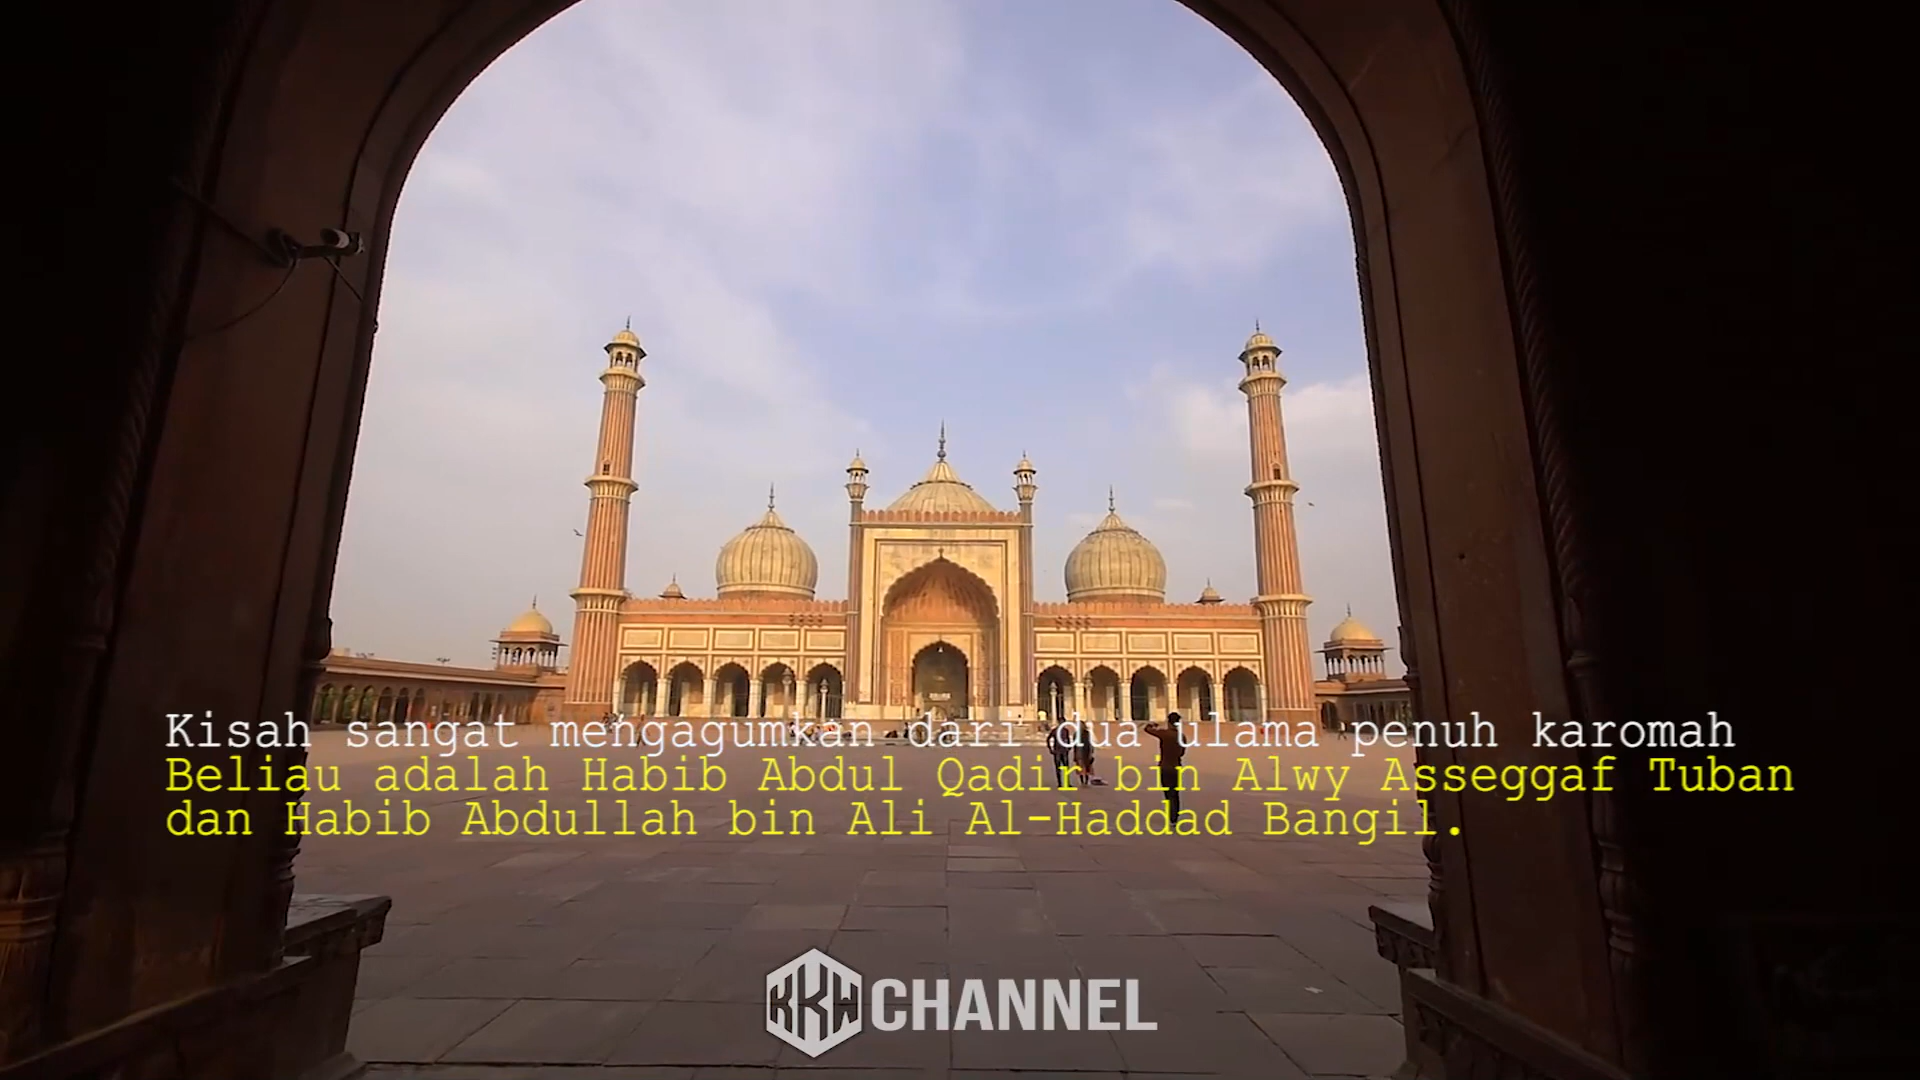 Kisah sangat mengagumkan dari dua ulama penuh karomah
Beliau adalah Habib Abdul Qadir bin Alwy Asseggaf Tuban
dan Habib Abdullah bin Ali Al-Haddad Bangil.
KKW CHANNEL